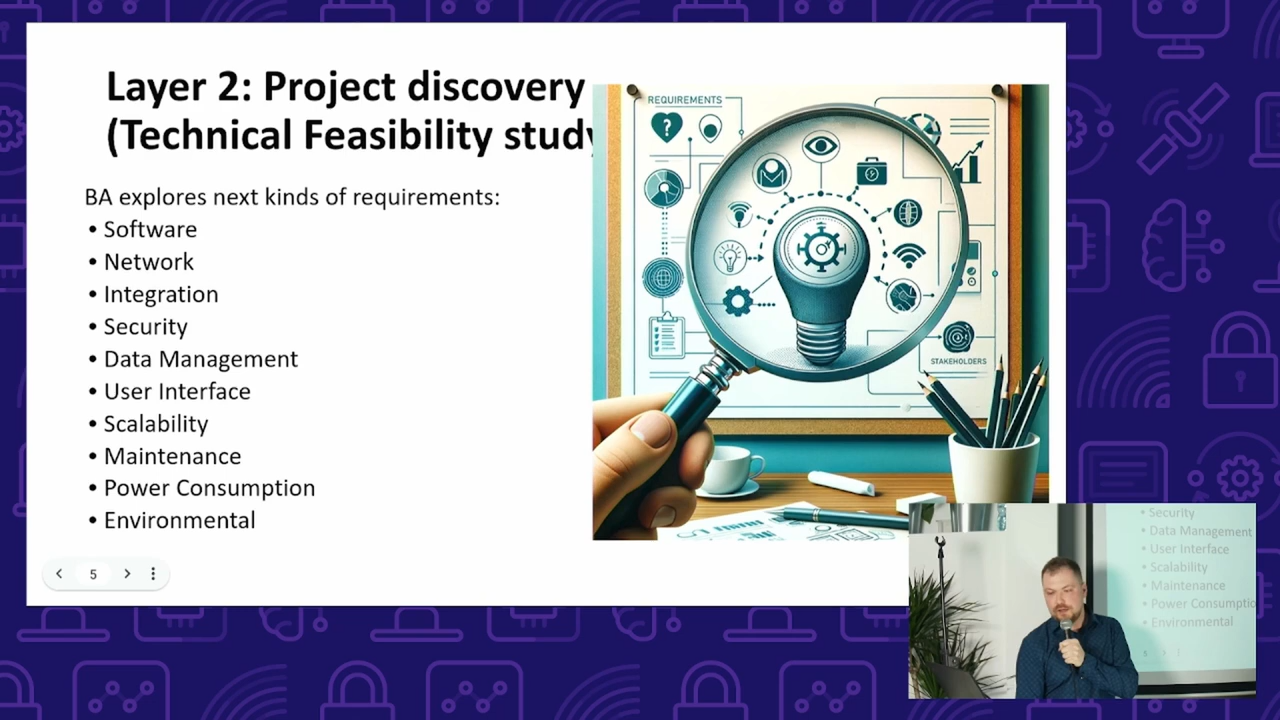 Layer 2: Project discovery
(Technical Feasibility study
BA explores next kinds of requirements:
• Software
• Network
• Integration
• Security
• Data Management
• User Interface
• Scalability
• Maintenance
• Power Consumption
• Environmental
5
REQUIREMENTS
STAKEHOLDERS
• Security
• Data Management
• User Interface
• Scalability
• Maintenance
• Power Consumptio
• Environmental